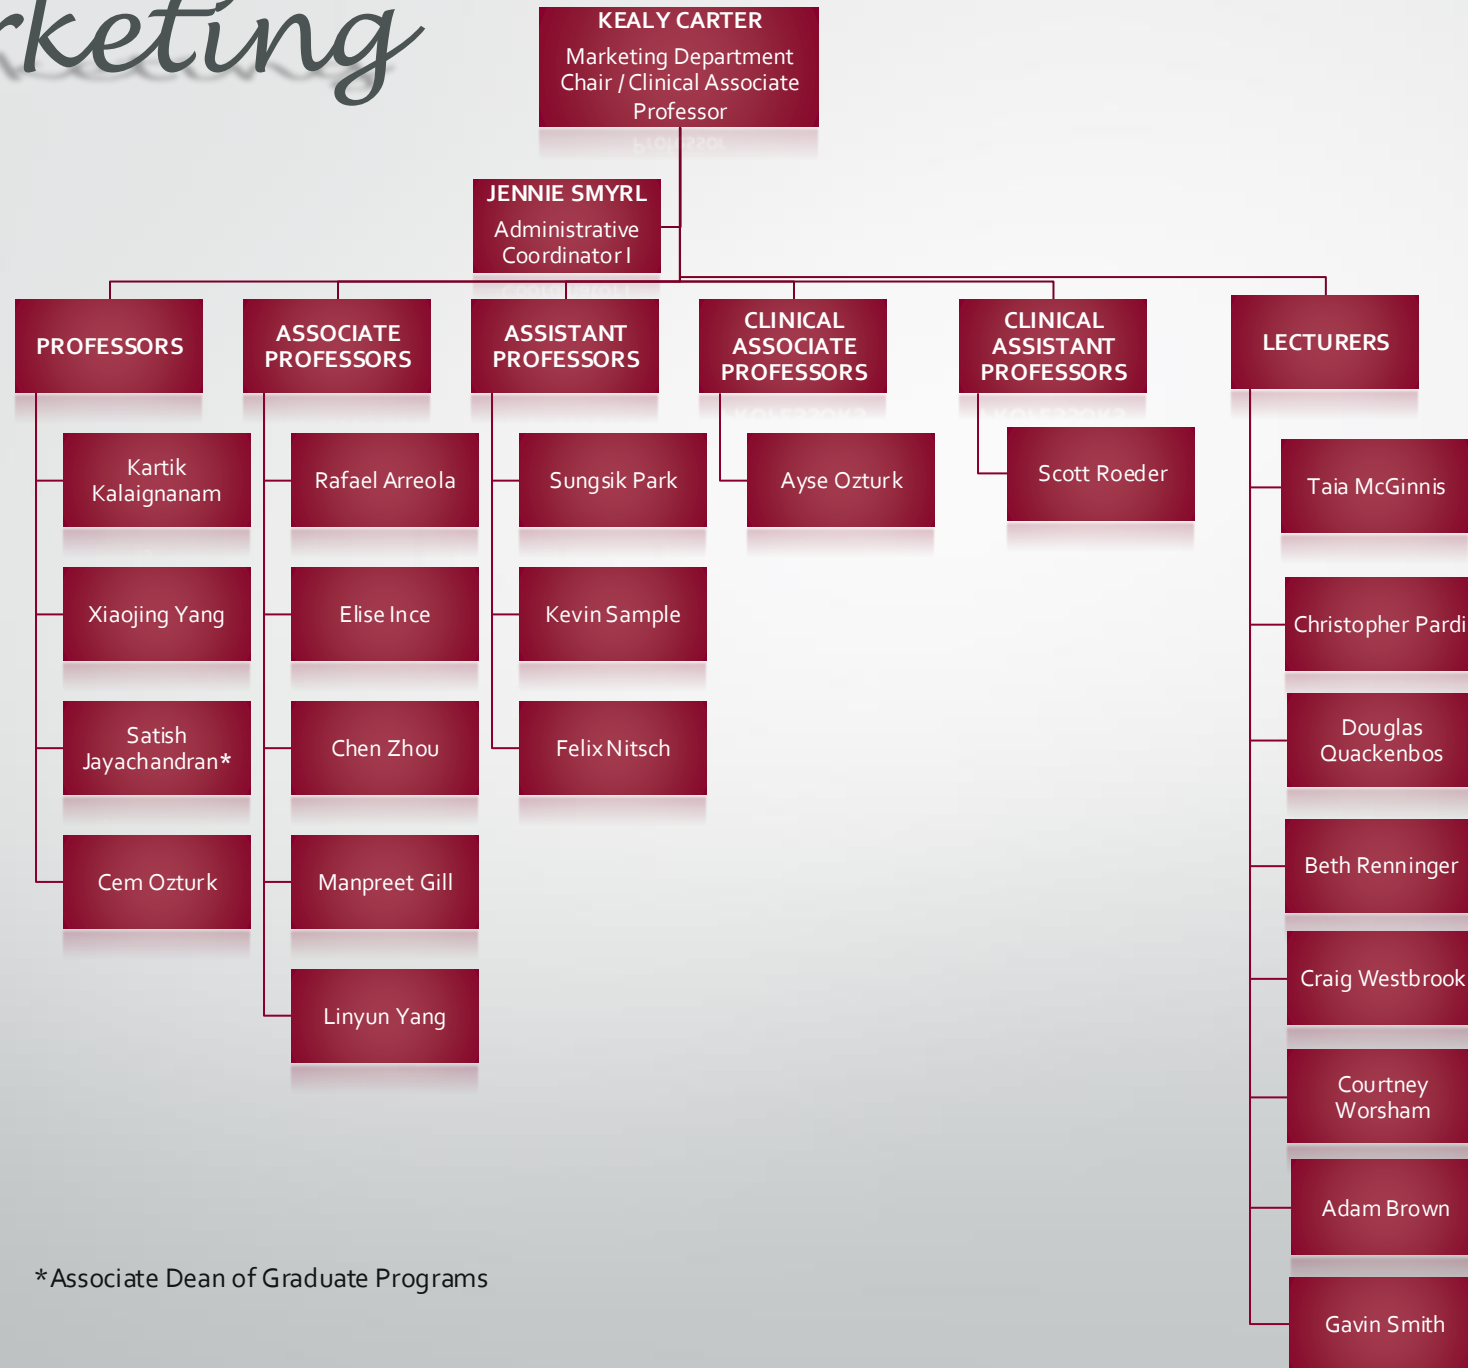 rketing
KEALY CARTER
Marketing Department
Chair / Clinical Associate
Professor
JENNIE SMYRL
Administrative
Coordinator I
PROFESSORS
ASSOCIATE
PROFESSORS
ASSISTANT
PROFESSORS
CLINICAL
ASSOCIATE
PROFESSORS
CLINICAL
ASSISTANT
PROFESSORS
LECTURERS
Kartik
Kalaignanam
Xiaojing Yang
Satish
Jayachandran*
Cem Ozturk
Rafael Arreola
Elise Ince
Chen Zhou
Manpreet Gill
Linyun Yang
Sungsik Park
Kevin Sample
Felix Nitsch
Ayse Ozturk
Scott Roeder
Taia McGinnis
Christopher Pardi
Douglas
Quackenbos
Beth Renninger
Craig Westbrook
Courtney
Worsham
Adam Brown
Gavin Smith
*Associate Dean of Graduate Programs